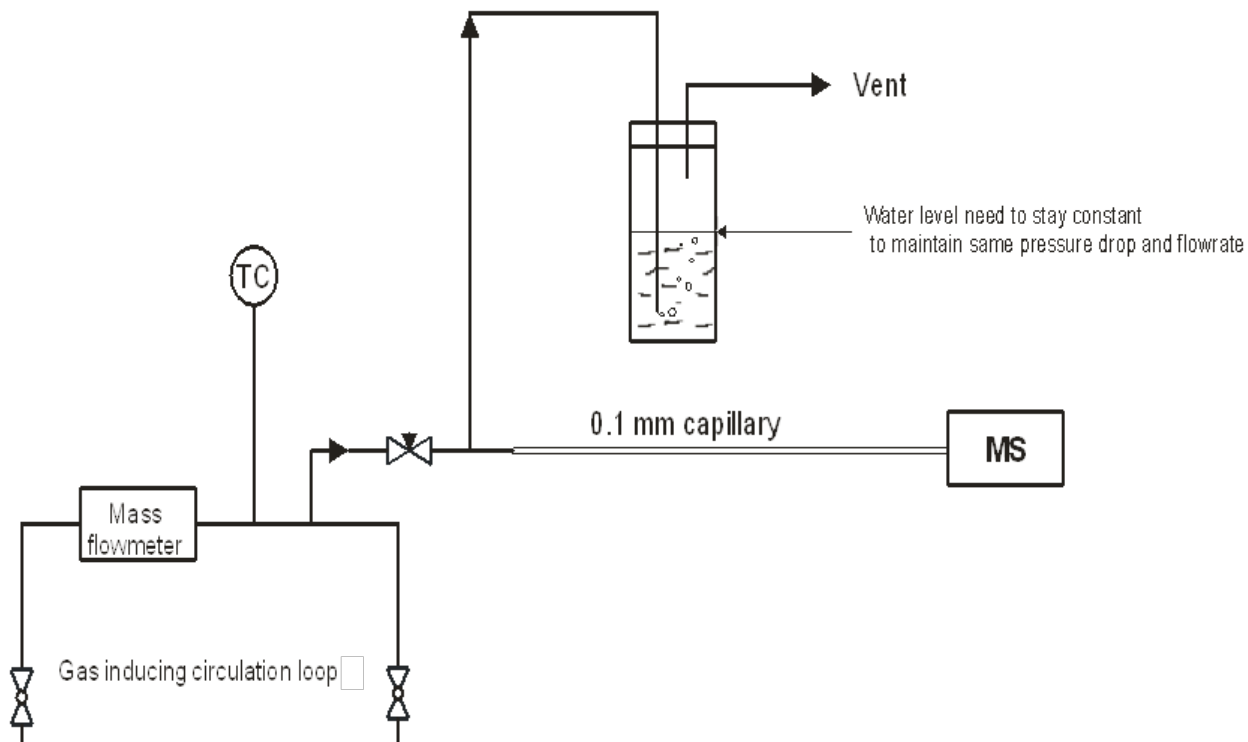 Vent
Water level need to stay constant
to maintain same pressure drop and flowrate
TC
0.1 mm capillary
MS
Mass
flowmeter
Gas inducing circulation loop